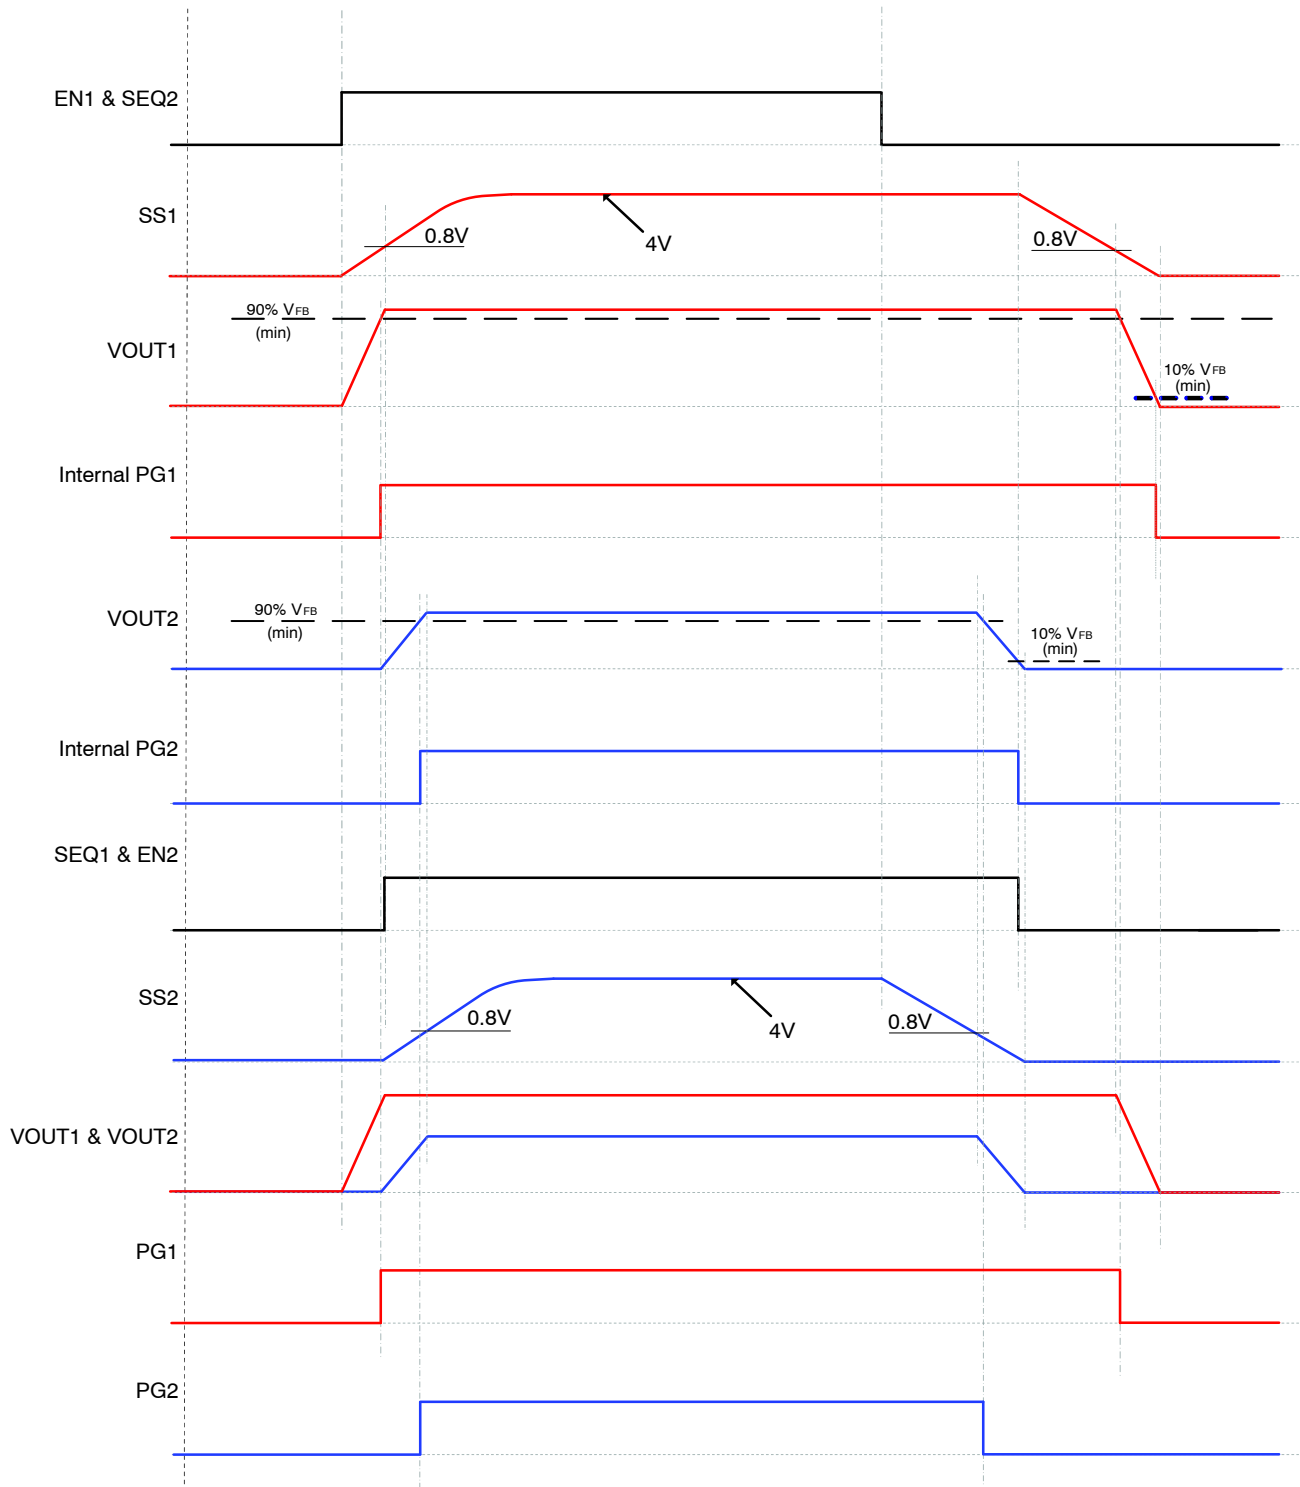 EN1 & SEQ2
SS1
0.8V
4V
0.8V
90% VFB
(min)
VOUT1
10% VFB
(min)
Internal PG1
VOUT2
90% VFB
(min)
10% VFB
(min)
Internal PG2
SEQ1 & EN2
SS2
0.8V
4V
0.8V
VOUT1 & VOUT2
PG1
PG2